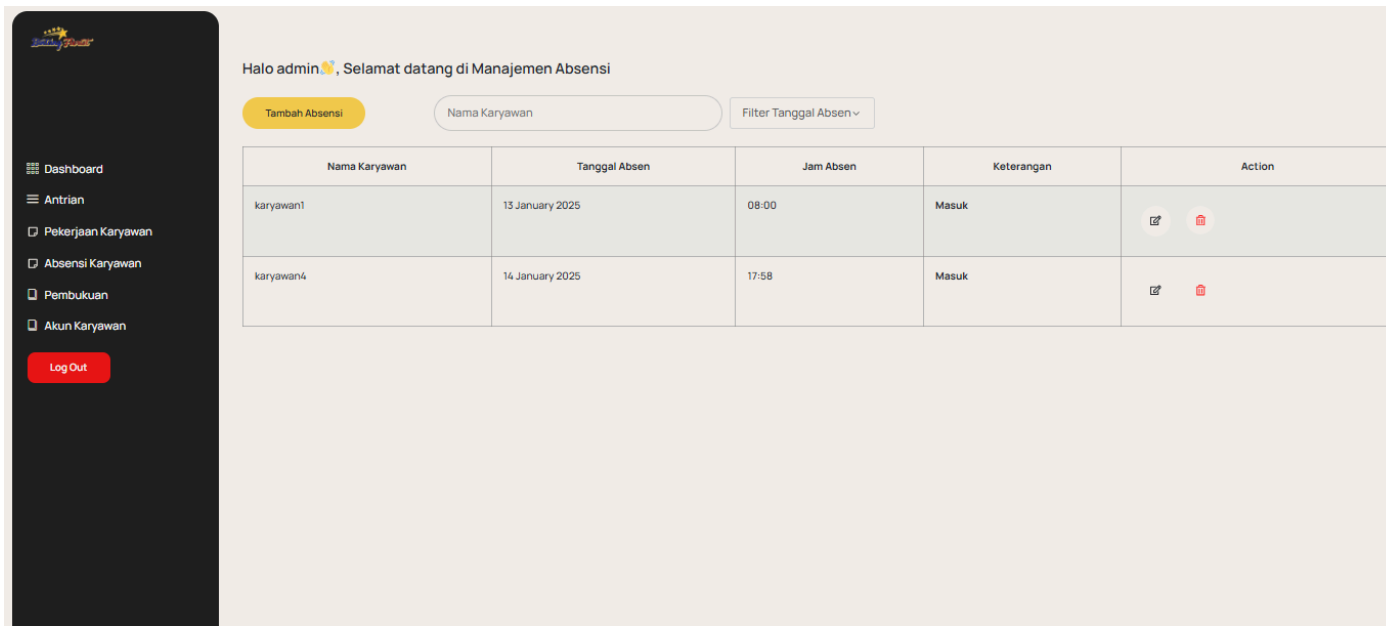 Halo admin👋, Selamat datang di Manajemen Absensi
Tambah Absensi
Nama Karyawan
Filter Tanggal Absen
Dashboard
Antrian
Pekerjaan Karyawan
Absensi Karyawan
Pembukuan
Akun Karyawan
Log Out
Nama Karyawan Tanggal Absen Jam Absen Keterangan Action
karyawan1 13 January 2025 08:00 Masuk
karyawan4 14 January 2025 17:58 Masuk